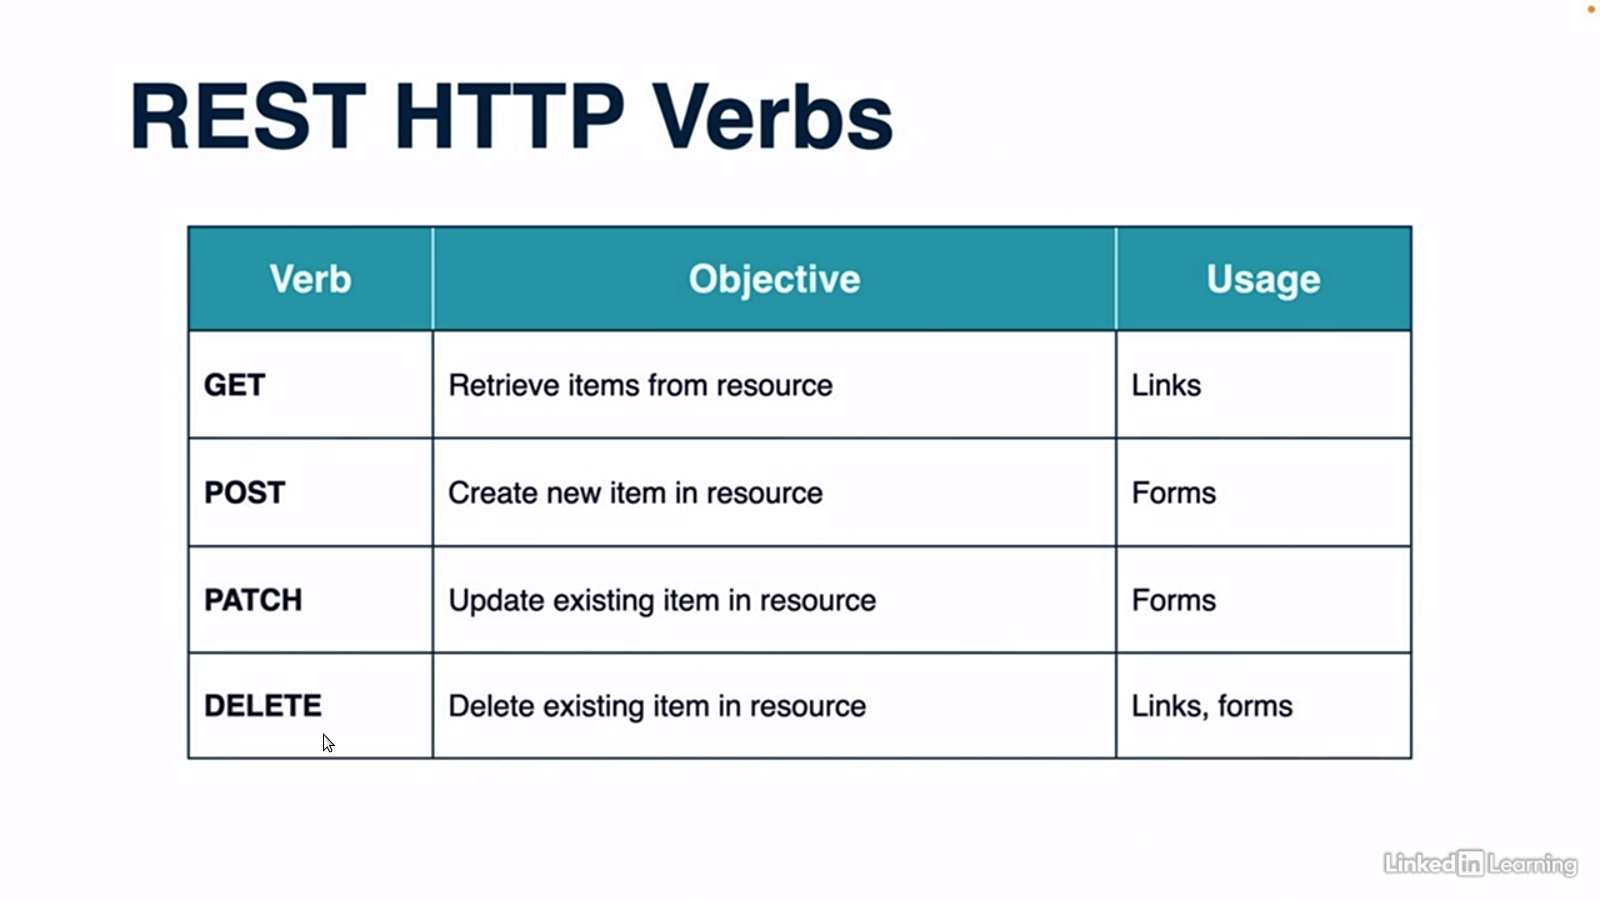 REST HTTP Verbs
Verb Objective Usage
GET Retrieve items from resource Links
POST Create new item in resource Forms
PATCH Update existing item in resource Forms
DELETE Delete existing item in resource Links, forms
Linked in Learning